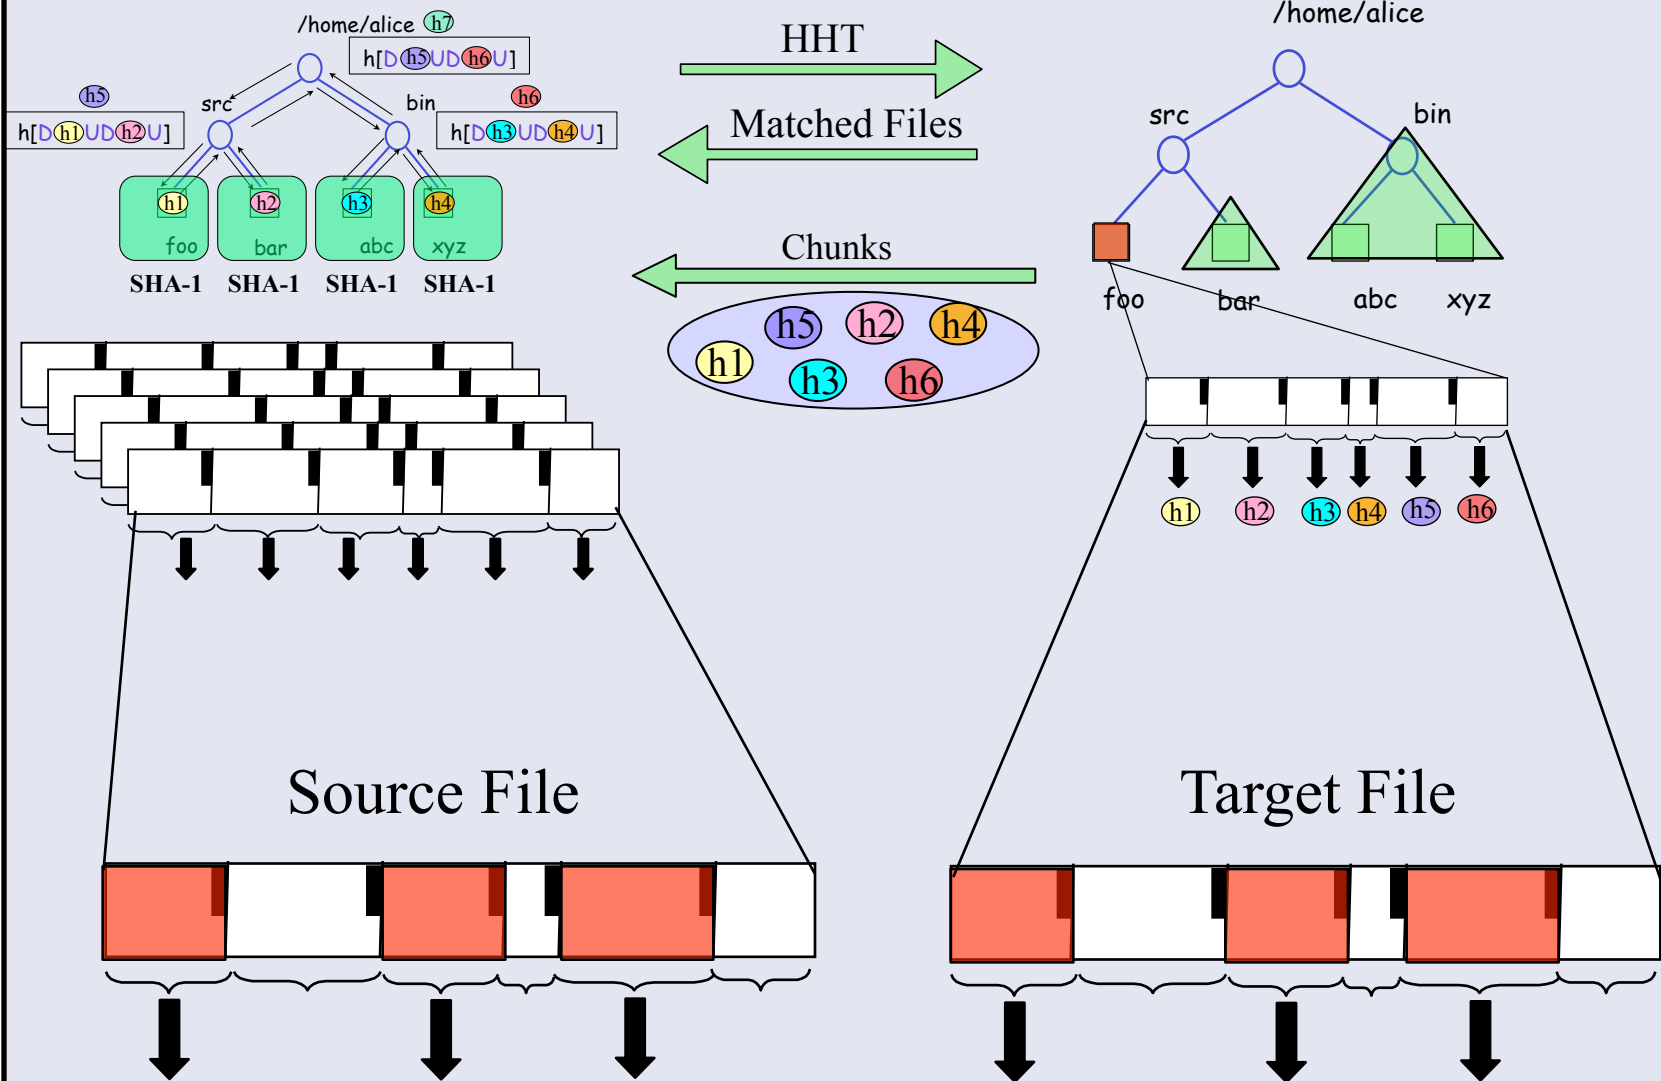 /home/alice h7
h[D h5 UD h6 U]
h5
src
bin
h6
h[D h1 UD h2 U]
h[D h3 UD h4 U]
h1
h2
h3
h4
foo
bar
abc
xyz
SHA-1 SHA-1 SHA-1 SHA-1
HHT
Matched Files
Chunks
h5 h2 h4
h1 h3 h6
/home/alice
src
bin
foo
bar
abc
xyz
h1 h2 h3 h4 h5 h6
Source File
Target File